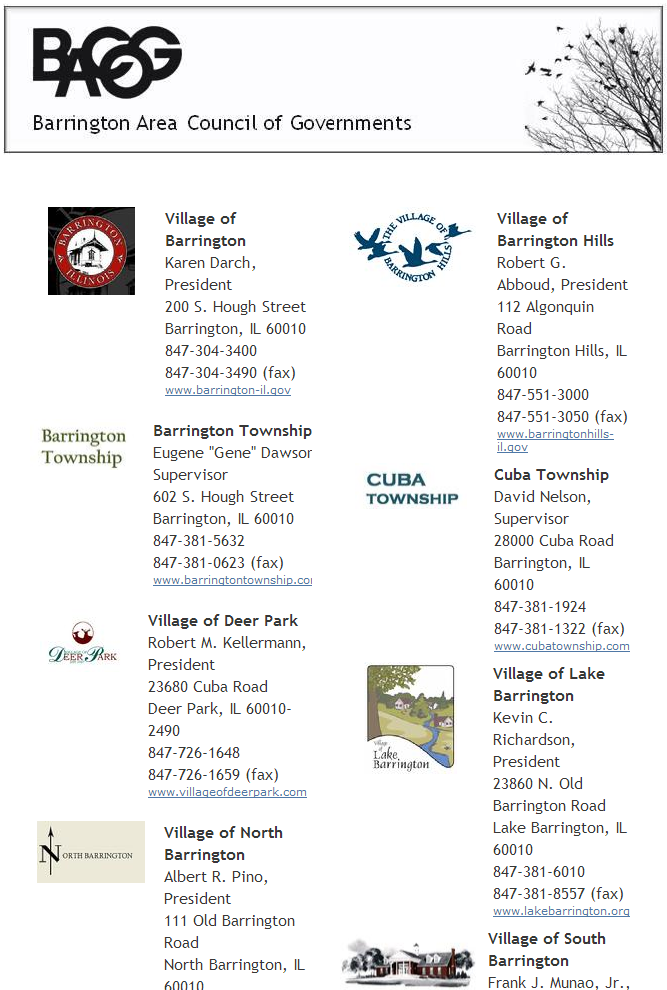 BACOG
Barrington Area Council of Governments
BARRINGTON
ILLINOIS
Village of
Barrington
Karen Darch,
President
200 S. Hough Street
Barrington, IL 60010
847-304-3400
847-304-3490 (fax)
www.barrington-il.gov
Barrington
Township
Barrington Township
Eugene "Gene" Dawson
Supervisor
602 S. Hough Street
Barrington, IL 60010
847-381-5632
847-381-0623 (fax)
www.barringtontownship.co
DEER PARK
Village of Deer Park
Robert M. Kellermann,
President
23680 Cuba Road
Deer Park, IL 60010-
2490
847-726-1648
847-726-1659 (fax)
www.villageofdeerpark.com
NORTH BARRINGTON
Village of North
Barrington
Albert R. Pino,
President
111 Old Barrington
Road
North Barrington, IL
60010
THE VILLAGE OF
BARRINGTON HILLS
Village of
Barrington Hills
Robert G.
Abboud, President
112 Algonquin
Road
Barrington Hills, IL
60010
847-551-3000
847-551-3050 (fax)
www.barringtonhills-
il.gov
CUBA
TOWNSHIP
Cuba Township
David Nelson,
Supervisor
28000 Cuba Road
Barrington, IL
60010
847-381-1924
847-381-1322 (fax)
www.cubatownship.com
Village
of
Lake
Barrington
Village of Lake
Barrington
Kevin C.
Richardson,
President
23860 N. Old
Barrington Road
Lake Barrington, IL
60010
847-381-6010
847-381-8557 (fax)
www.lakebarrington.org
Village of South
Barrington
Frank J. Munao, Jr.,